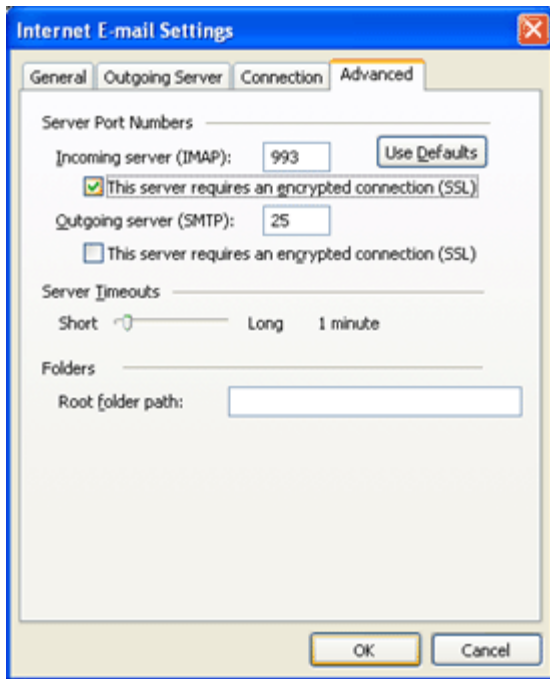 Internet E-mail Settings
General Outgoing Server Connection Advanced
Server Port Numbers
Incoming server (IMAP): 993 Use Defaults
This server requires an encrypted connection (SSL)
Outgoing server (SMTP): 25
This server requires an encrypted connection (SSL)
Server Timeouts
Short Long 1 minute
Folders
Root folder path:
OK Cancel